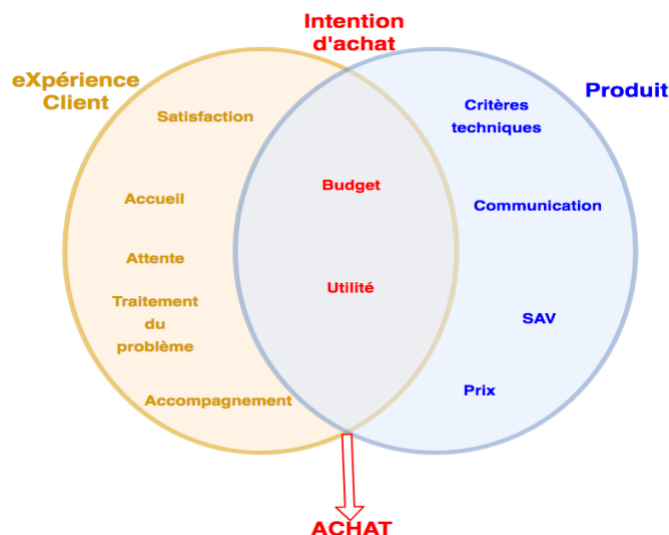 Intention
d'achat
eXpérience
Client
Produit
Satisfaction
Critères
techniques
Budget
Accueil
Communication
Attente
Utilité
Traitement
du
problème
SAV
Prix
Accompagnement
ACHAT